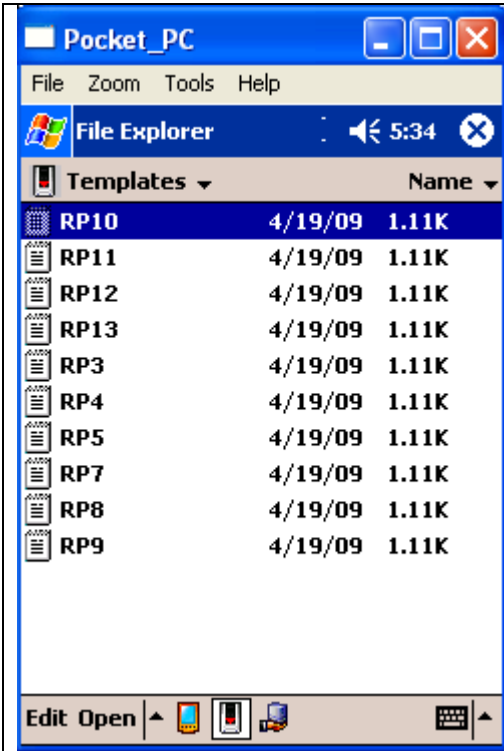 Pocket_PC
File Zoom Tools Help
File Explorer 5:34
Templates Name
RP10 4/19/09 1.11K
RP11 4/19/09 1.11K
RP12 4/19/09 1.11K
RP13 4/19/09 1.11K
RP3 4/19/09 1.11K
RP4 4/19/09 1.11K
RP5 4/19/09 1.11K
RP7 4/19/09 1.11K
RP8 4/19/09 1.11K
RP9 4/19/09 1.11K
Edit Open